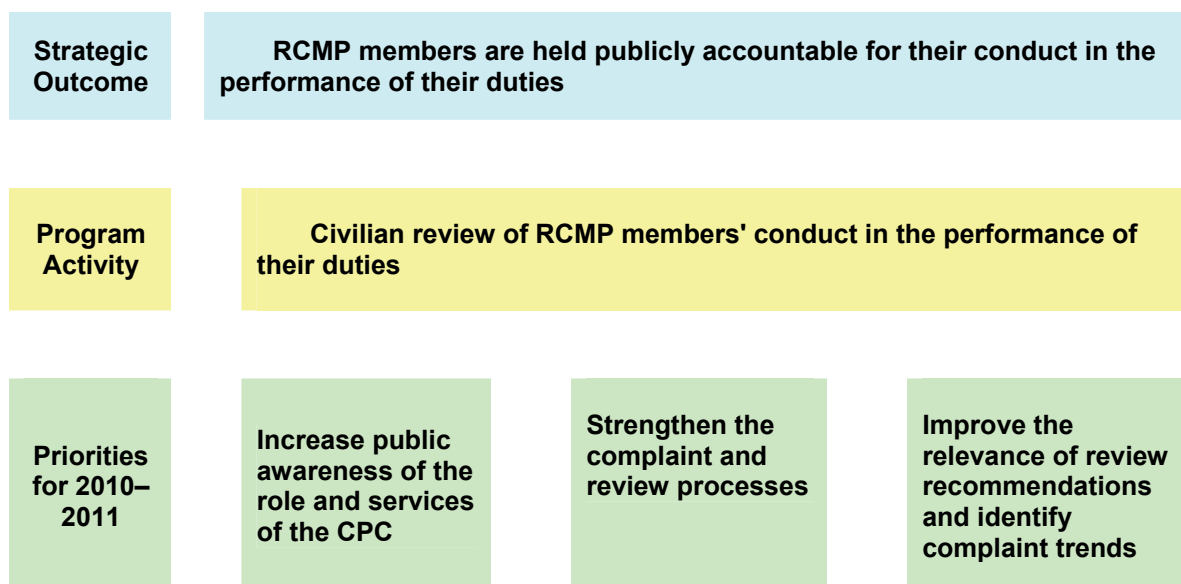 Strategic
Outcome
RCMP members are held publicly accountable for their conduct in the
performance of their duties
Program
Activity
Civilian review of RCMP members' conduct in the performance of
their duties
Priorities
for 2010–
2011
Increase public
awareness of the
role and services
of the CPC
Strengthen the
complaint and
review processes
Improve the
relevance of review
recommendations
and identify
complaint trends